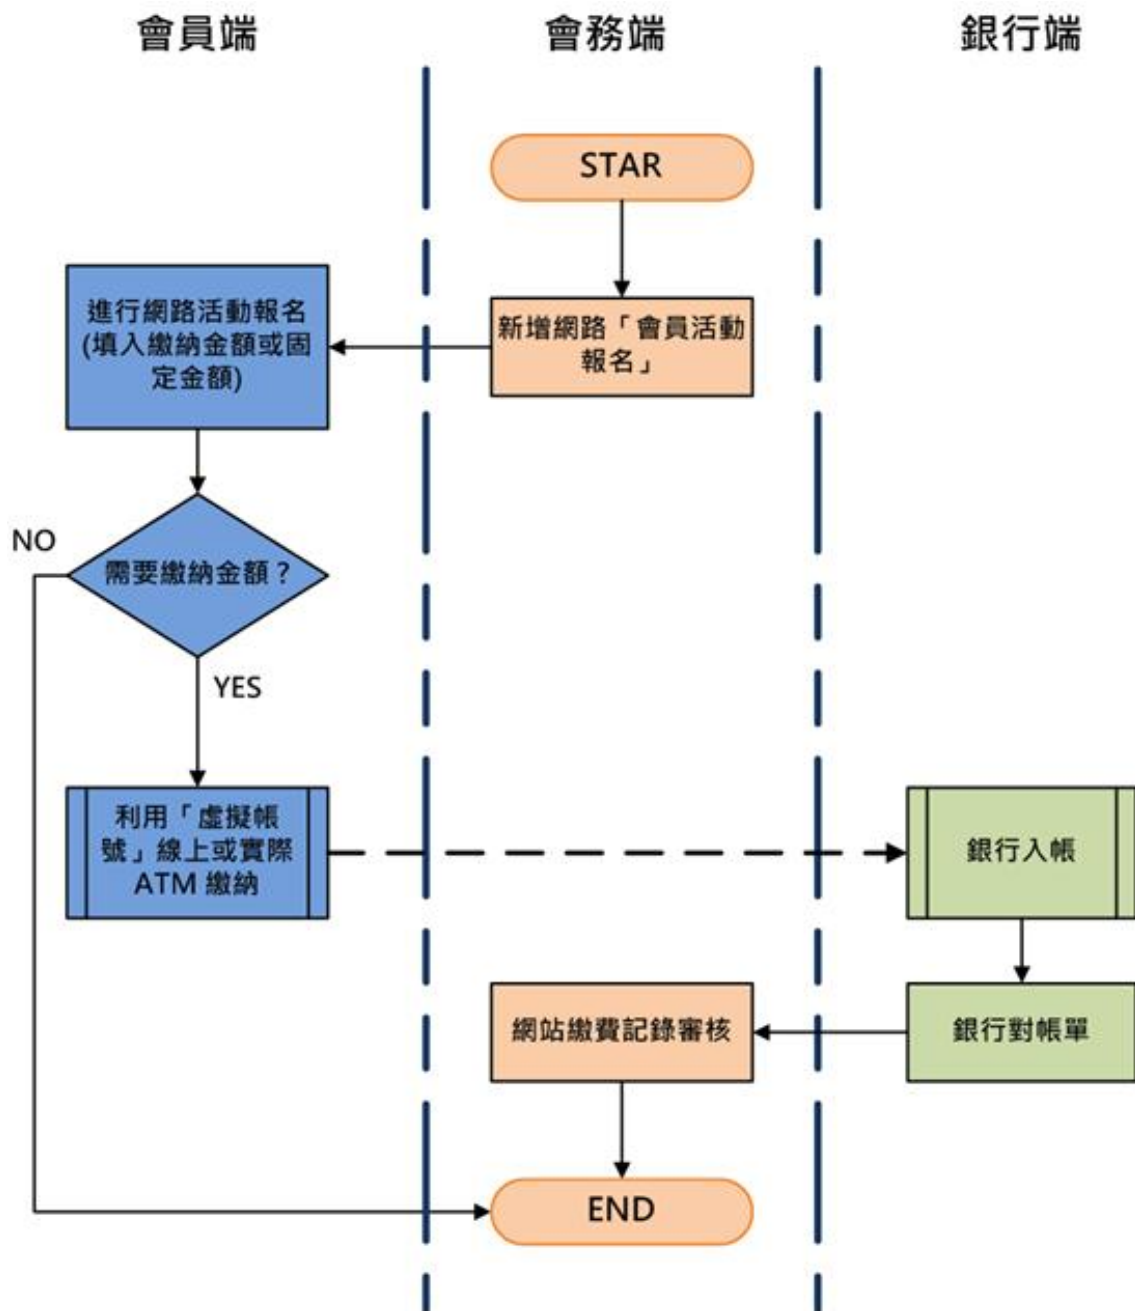 會員端
會務端
銀行端
STAR
進行網路活動報名
(填入繳納金額或固
定金額)
新增網路「會員活動
報名」
NO
需要繳納金額?
YES
利用「虛擬帳
號」線上或實際
ATM 繳納
銀行入帳
網站繳費記錄審核
銀行對帳單
END